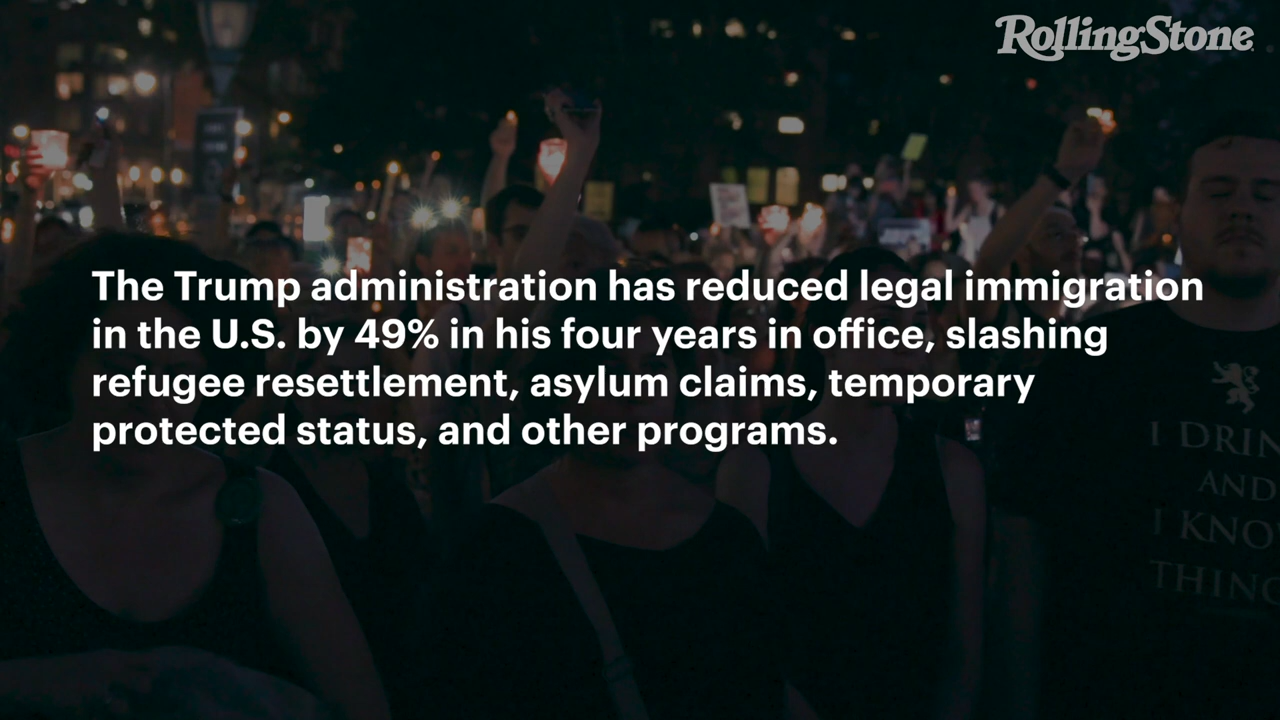 RollingStone
The Trump administration has reduced legal immigration
in the U.S. by 49% in his four years in office, slashing
refugee resettlement, asylum claims, temporary
protected status, and other programs.
I DRIN
AND
I KNO
THING